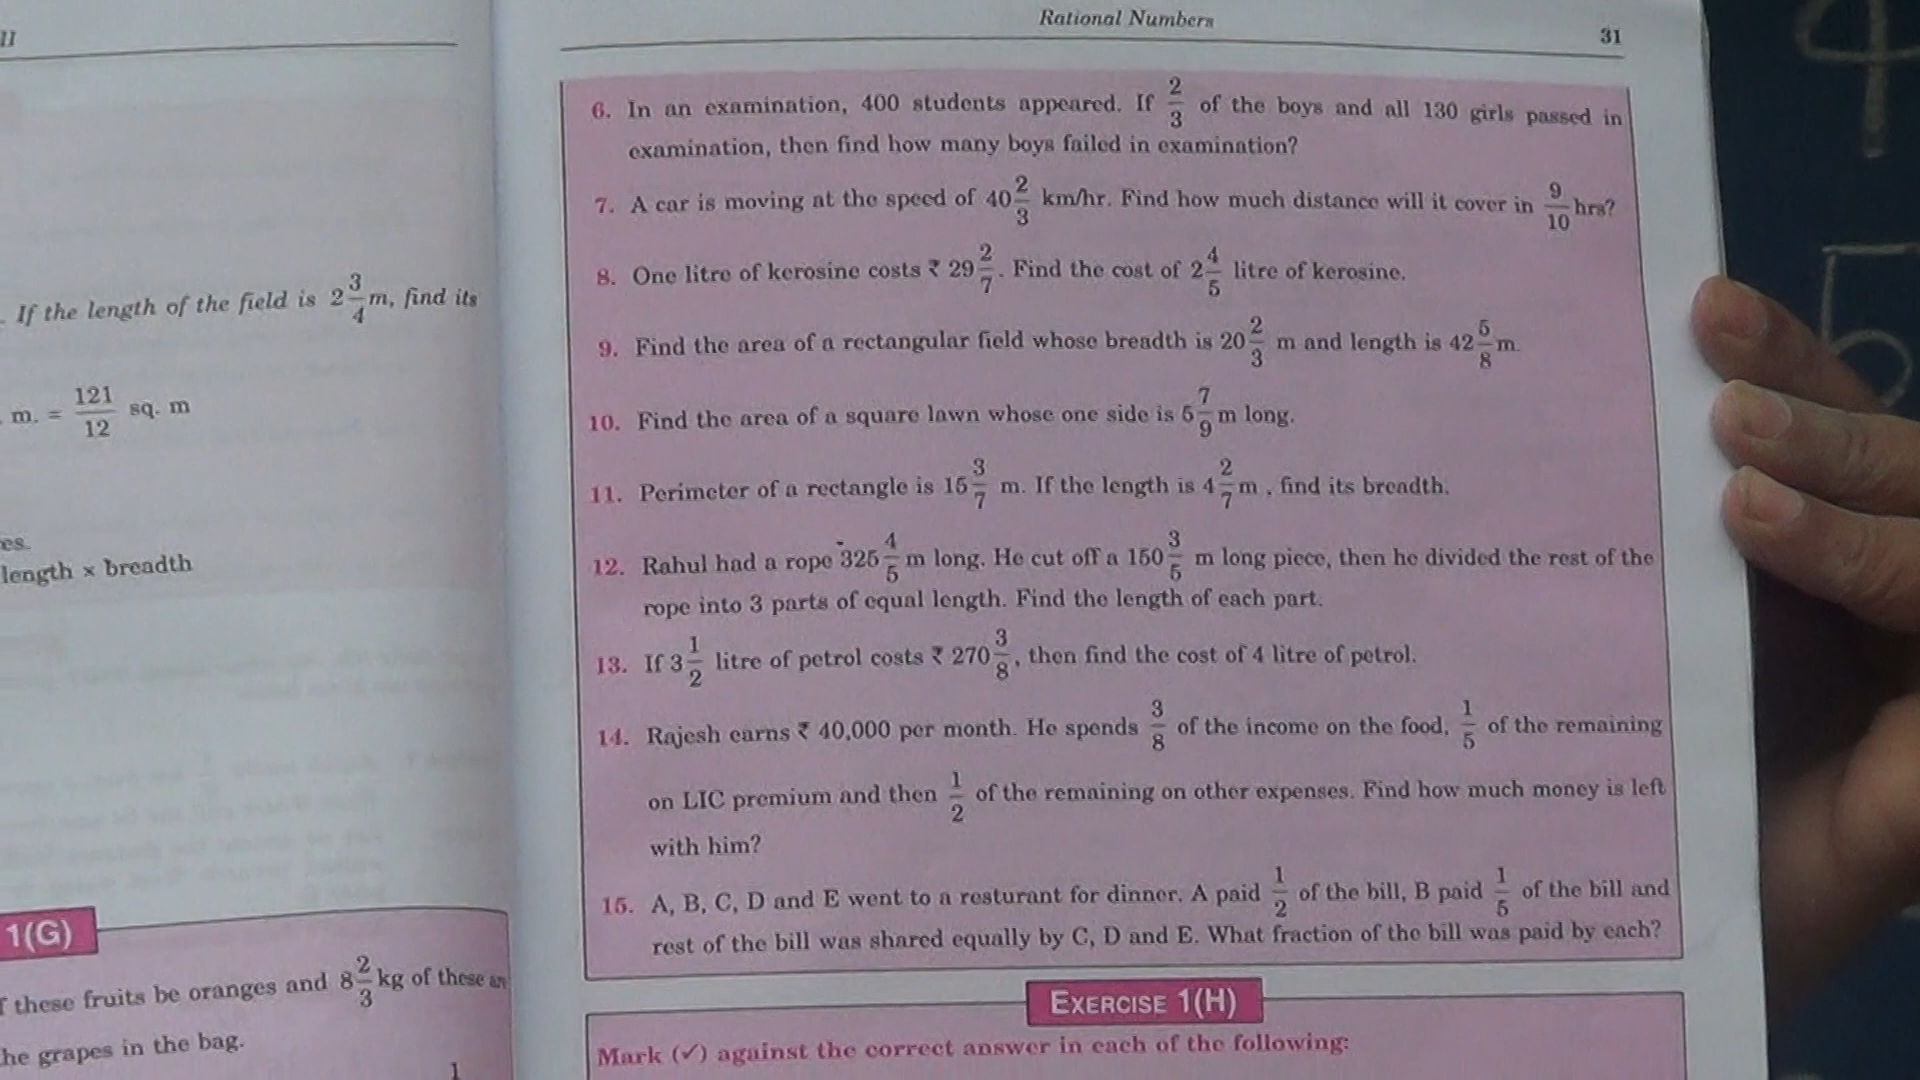 II
If the length of the field is 2 3/4 m, find its
m. = 121/12 sq. m
es.
length × breadth
1(G)
f these fruits be oranges and 8 2/3 kg of these are
he grapes in the bag.
1
Rational Numbers
31
6. In an examination, 400 students appeared. If 2/3 of the boys and all 130 girls passed in
examination, then find how many boys failed in examination?
7. A car is moving at the speed of 40 2/3 km/hr. Find how much distance will it cover in 9/10 hrs?
8. One litre of kerosine costs ₹ 29 2/7. Find the cost of 2 4/5 litre of kerosine.
9. Find the area of a rectangular field whose breadth is 20 2/3 m and length is 42 5/8 m.
10. Find the area of a square lawn whose one side is 5 7/9 m long.
11. Perimeter of a rectangle is 15 3/7 m. If the length is 4 2/7 m, find its breadth.
12. Rahul had a rope 325 4/5 m long. He cut off a 150 3/5 m long piece, then he divided the rest of the
rope into 3 parts of equal length. Find the length of each part.
13. If 3 1/2 litre of petrol costs ₹ 270 3/8, then find the cost of 4 litre of petrol.
14. Rajesh earns ₹ 40,000 per month. He spends 3/8 of the income on the food, 1/5 of the remaining
on LIC premium and then 1/2 of the remaining on other expenses. Find how much money is left
with him?
15. A, B, C, D and E went to a resturant for dinner. A paid 1/2 of the bill, B paid 1/5 of the bill and
rest of the bill was shared equally by C, D and E. What fraction of the bill was paid by each?
EXERCISE 1(H)
Mark (✓) against the correct answer in each of the following:
4
5